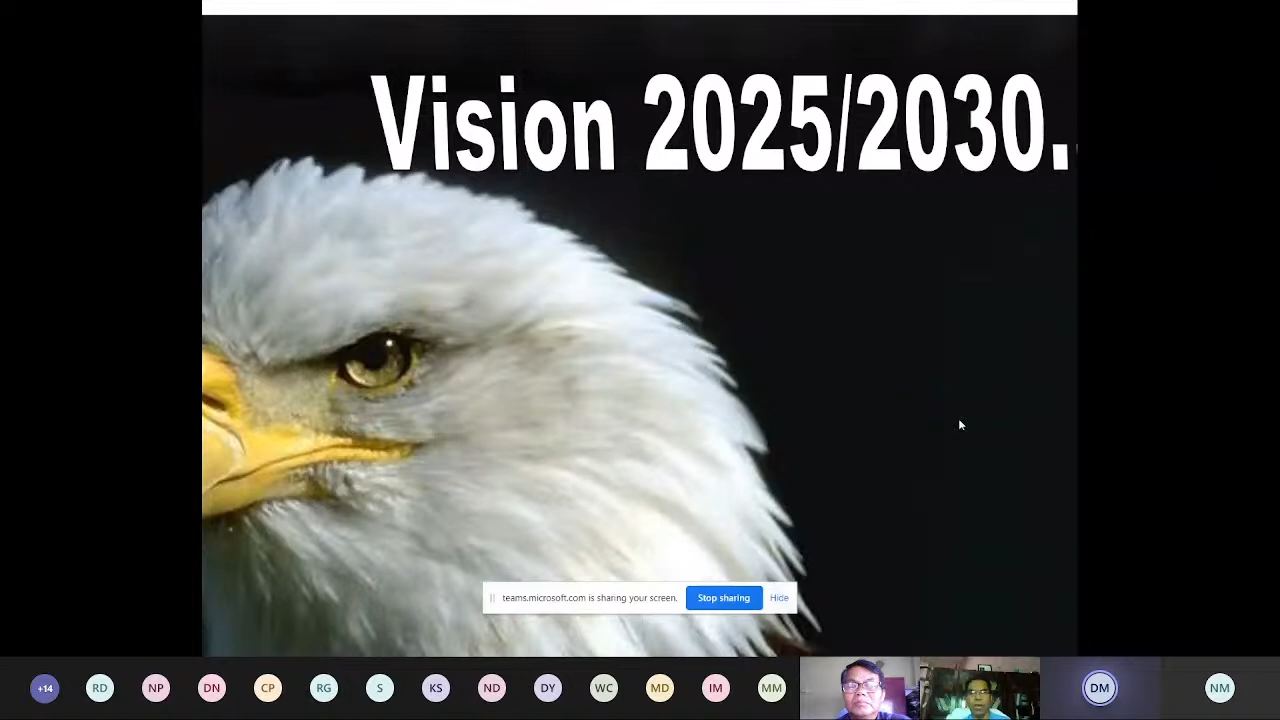 Vision 2025/2030.
teams.microsoft.com is sharing your screen.
Stop sharing
Hide
+14
RD
NP
DN
CP
RG
S
KS
ND
DY
WC
MD
IM
MM
DM
NM